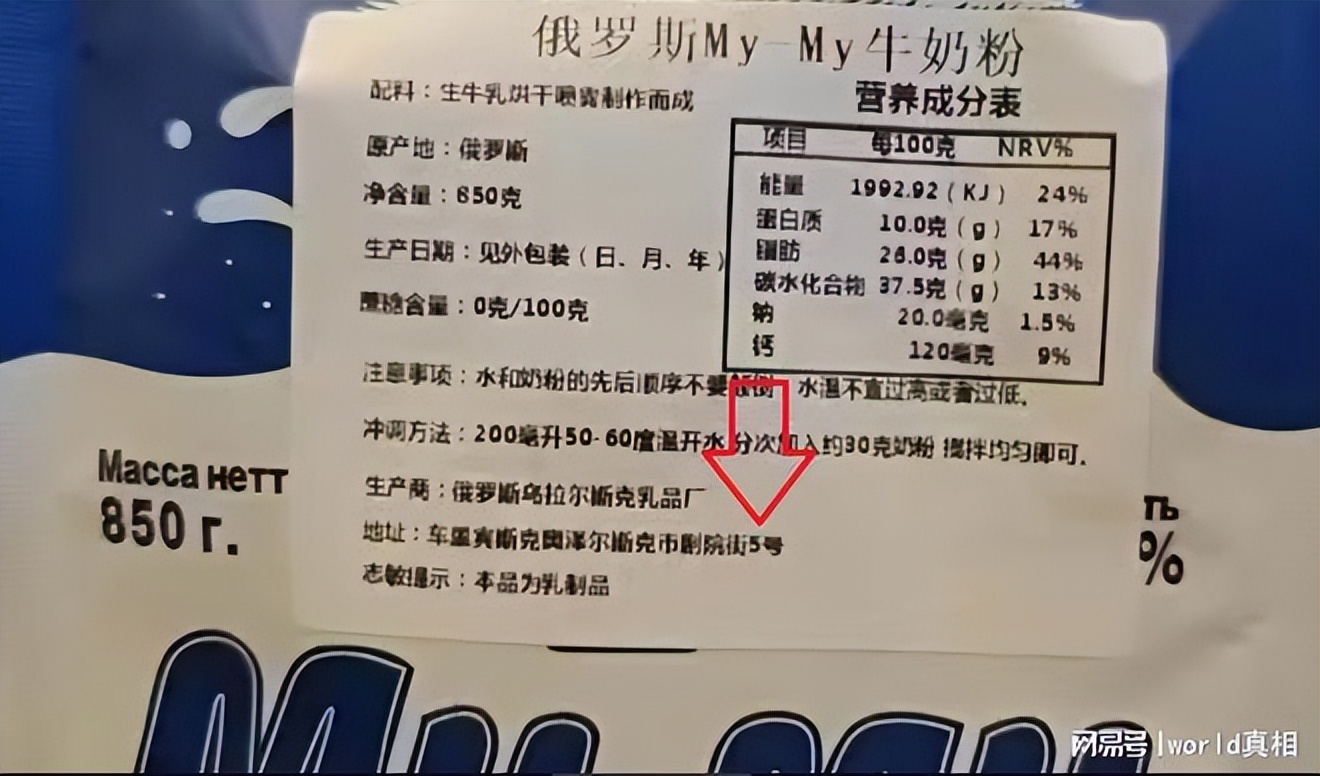 俄罗斯My-My牛奶粉
配料：生牛乳烘干喷雾制作而成
原产地：俄罗斯
净含量：850克
生产日期：见外包装（日、月、年）
蔗糖含量：0克/100克
营养成分表
项目 每100克 NRV%
能量 1992.92（KJ） 24%
蛋白质 10.0克（g） 17%
脂肪 26.0克（g） 44%
碳水化合物 37.5克（g） 13%
钠 20.0毫克 1.5%
钙 120毫克 9%
注意事项：水和奶粉的先后顺序不要颠倒 水温不宜过高或者过低。
冲调方法：200毫升50-60度温开水 分次加入约30克奶粉 搅拌均匀即可。
生产商：俄罗斯乌拉尔斯克乳品厂
地址：车里宾斯克奥泽尔斯克市剧院街5号
志敏提示：本品为乳制品
Масса нетт
850 г.
ть
%
网易号 | world真相